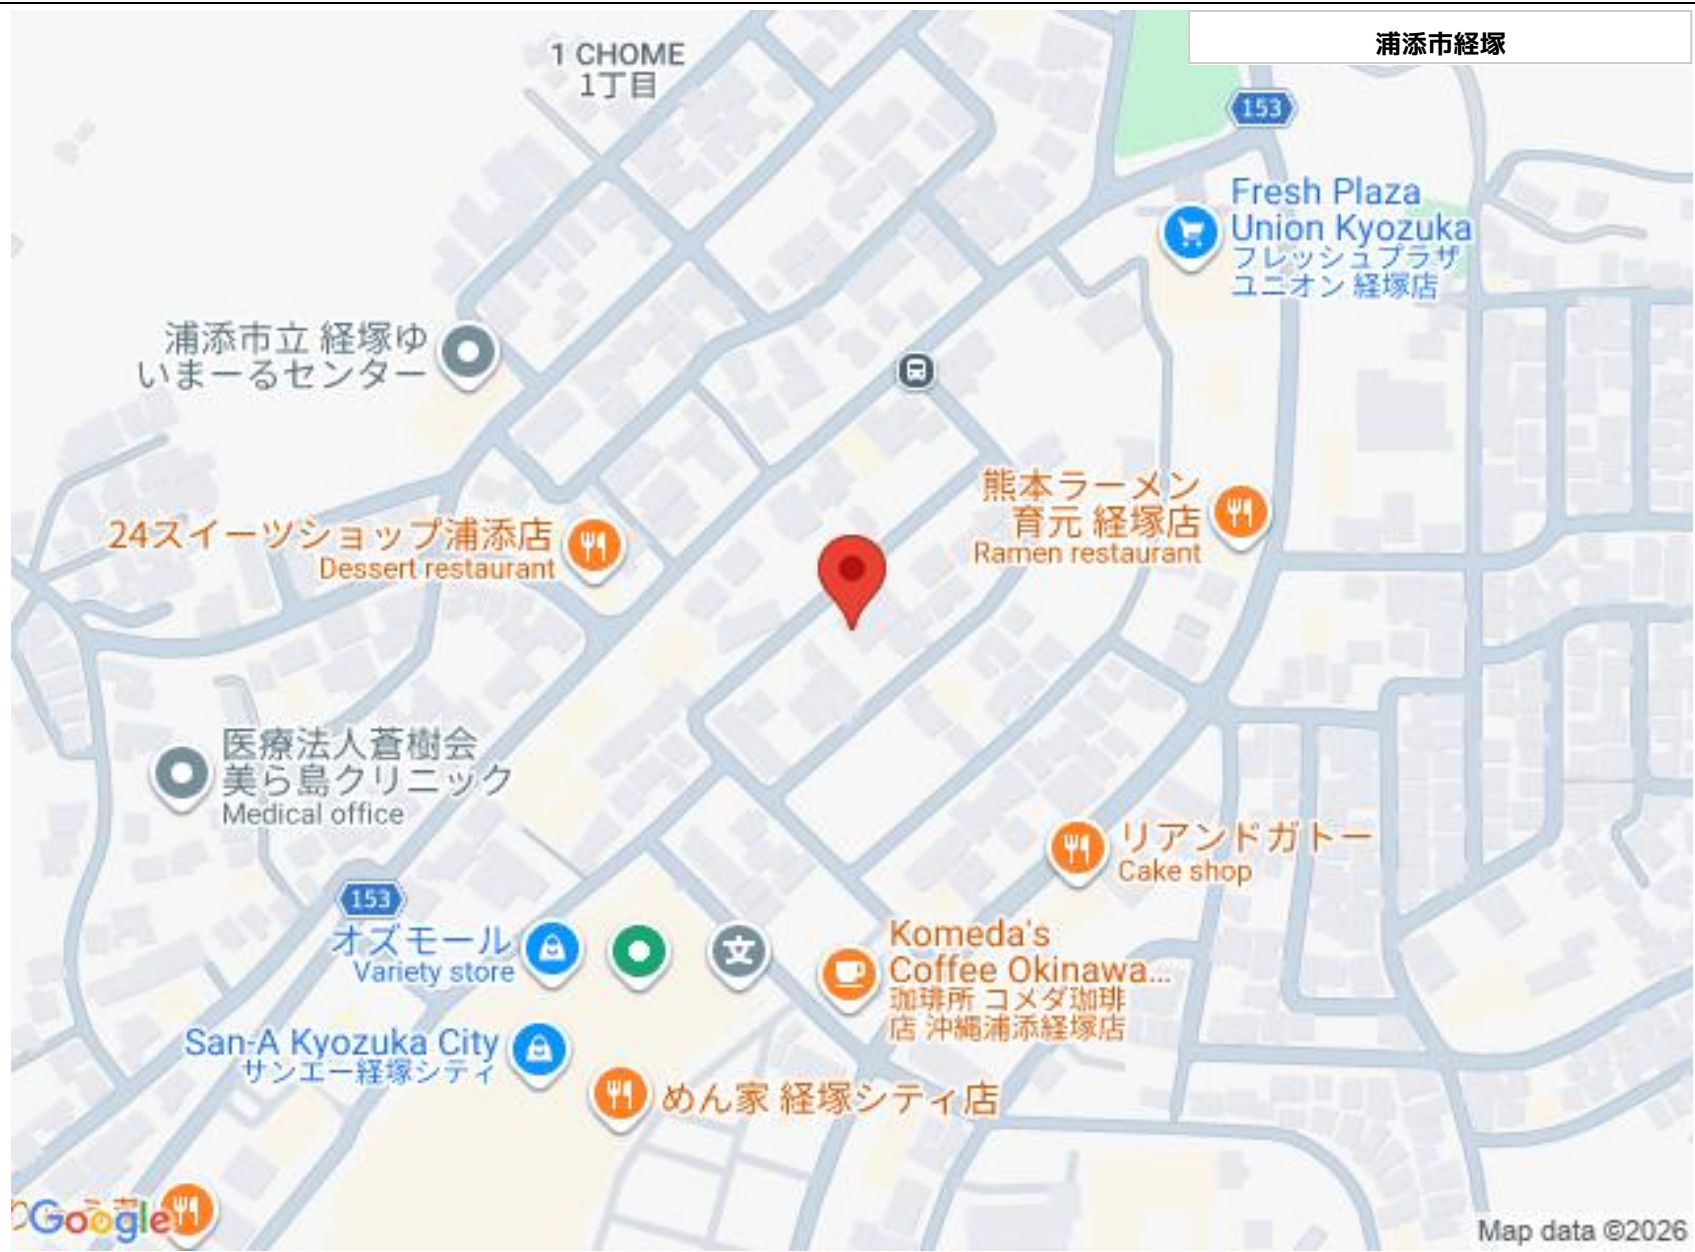 浦添市経塚
1 CHOME
1丁目
153
Fresh Plaza
Union Kyozuka
フレッシュプラザ
ユニオン 経塚店
浦添市立 経塚ゆ
いまーるセンター
熊本ラーメン
育元 経塚店
Ramen restaurant
24スイーツショップ浦添店
Dessert restaurant
医療法人蒼樹会
美ら島クリニック
Medical office
リアンドガトー
Cake shop
153
オズモール
Variety store
文
Komeda's
Coffee Okinawa...
珈琲所 コメダ珈琲
店 沖縄浦添経塚店
San-A Kyozuka City
サンエー経塚シティ
めん家 経塚シティ店
Google
Map data ©2026